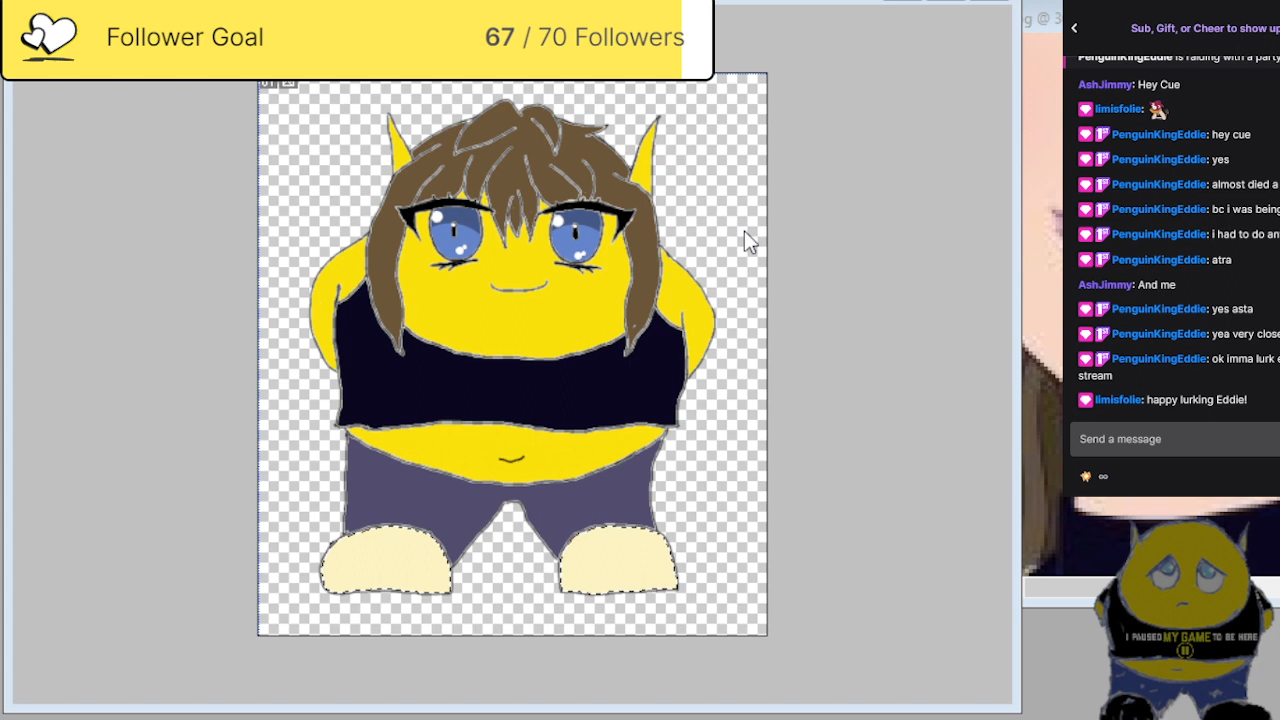 Follower Goal
67 / 70 Followers
Sub, Gift, or Cheer to show up
PenguinKingEddie is raiding with a party
AshJimmy: Hey Cue
limisfolie:
PenguinKingEddie: hey cue
PenguinKingEddie: yes
PenguinKingEddie: almost died a
PenguinKingEddie: bc i was being
PenguinKingEddie: i had to do an
PenguinKingEddie: atra
AshJimmy: And me
PenguinKingEddie: yes asta
PenguinKingEddie: yea very close
PenguinKingEddie: ok imma lurk
stream
limisfolie: happy lurking Eddie!
Send a message
I PAUSED MY GAME TO BE HERE